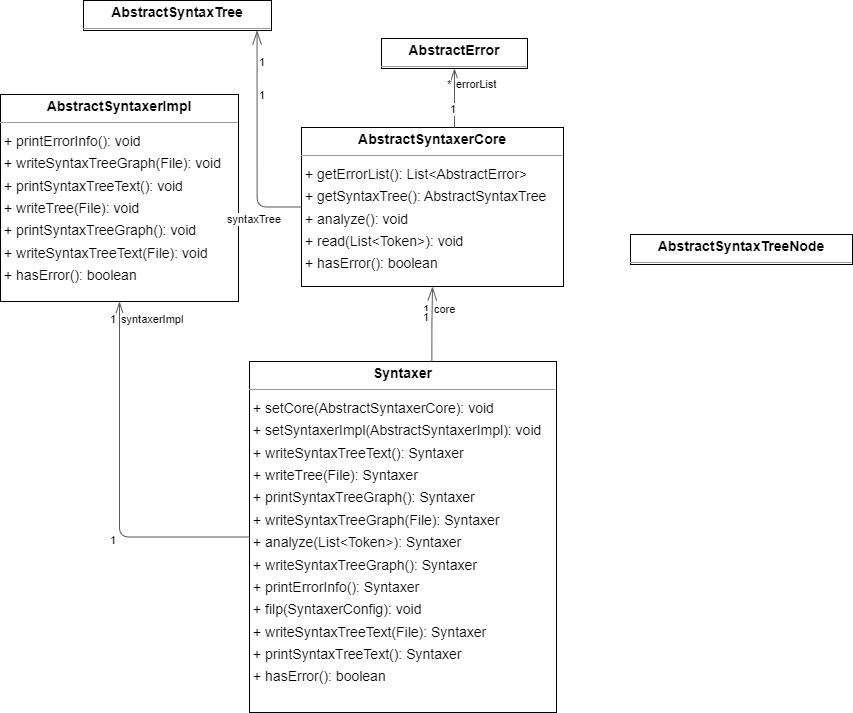 AbstractSyntaxTree
1
1
syntaxTree
AbstractError
* errorList
1
AbstractSyntaxerImpl
+ printErrorInfo(): void
+ writeSyntaxTreeGraph(File): void
+ printSyntaxTreeText(): void
+ writeTree(File): void
+ printSyntaxTreeGraph(): void
+ writeSyntaxTreeText(File): void
+ hasError(): boolean
AbstractSyntaxerCore
+ getErrorList(): List<AbstractError>
+ getSyntaxTree(): AbstractSyntaxTree
+ analyze(): void
+ read(List<Token>): void
+ hasError(): boolean
AbstractSyntaxTreeNode
1 syntaxerImpl
1
1 core
1
Syntaxer
+ setCore(AbstractSyntaxerCore): void
+ setSyntaxerImpl(AbstractSyntaxerImpl): void
+ writeSyntaxTreeText(): Syntaxer
+ writeTree(File): Syntaxer
+ printSyntaxTreeGraph(): Syntaxer
+ writeSyntaxTreeGraph(File): Syntaxer
+ analyze(List<Token>): Syntaxer
+ writeSyntaxTreeGraph(): Syntaxer
+ printErrorInfo(): Syntaxer
+ filp(SyntaxerConfig): void
+ writeSyntaxTreeText(File): Syntaxer
+ printSyntaxTreeText(): Syntaxer
+ hasError(): boolean